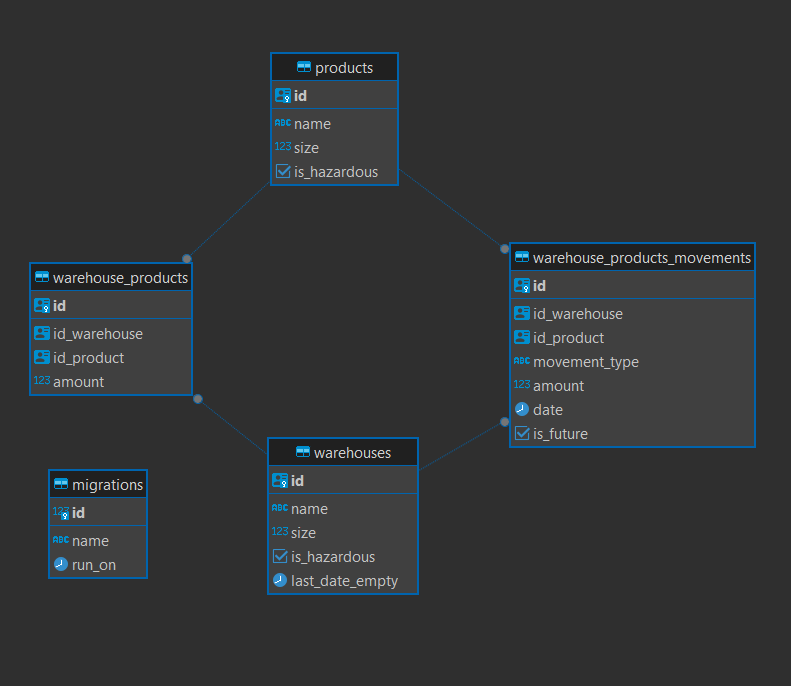 products
id
ABC name
123 size
is_hazardous
warehouse_products
id
id_warehouse
id_product
123 amount
warehouse_products_movements
id
id_warehouse
id_product
ABC movement_type
123 amount
date
is_future
warehouses
id
ABC name
123 size
is_hazardous
last_date_empty
migrations
123 id
ABC name
run_on